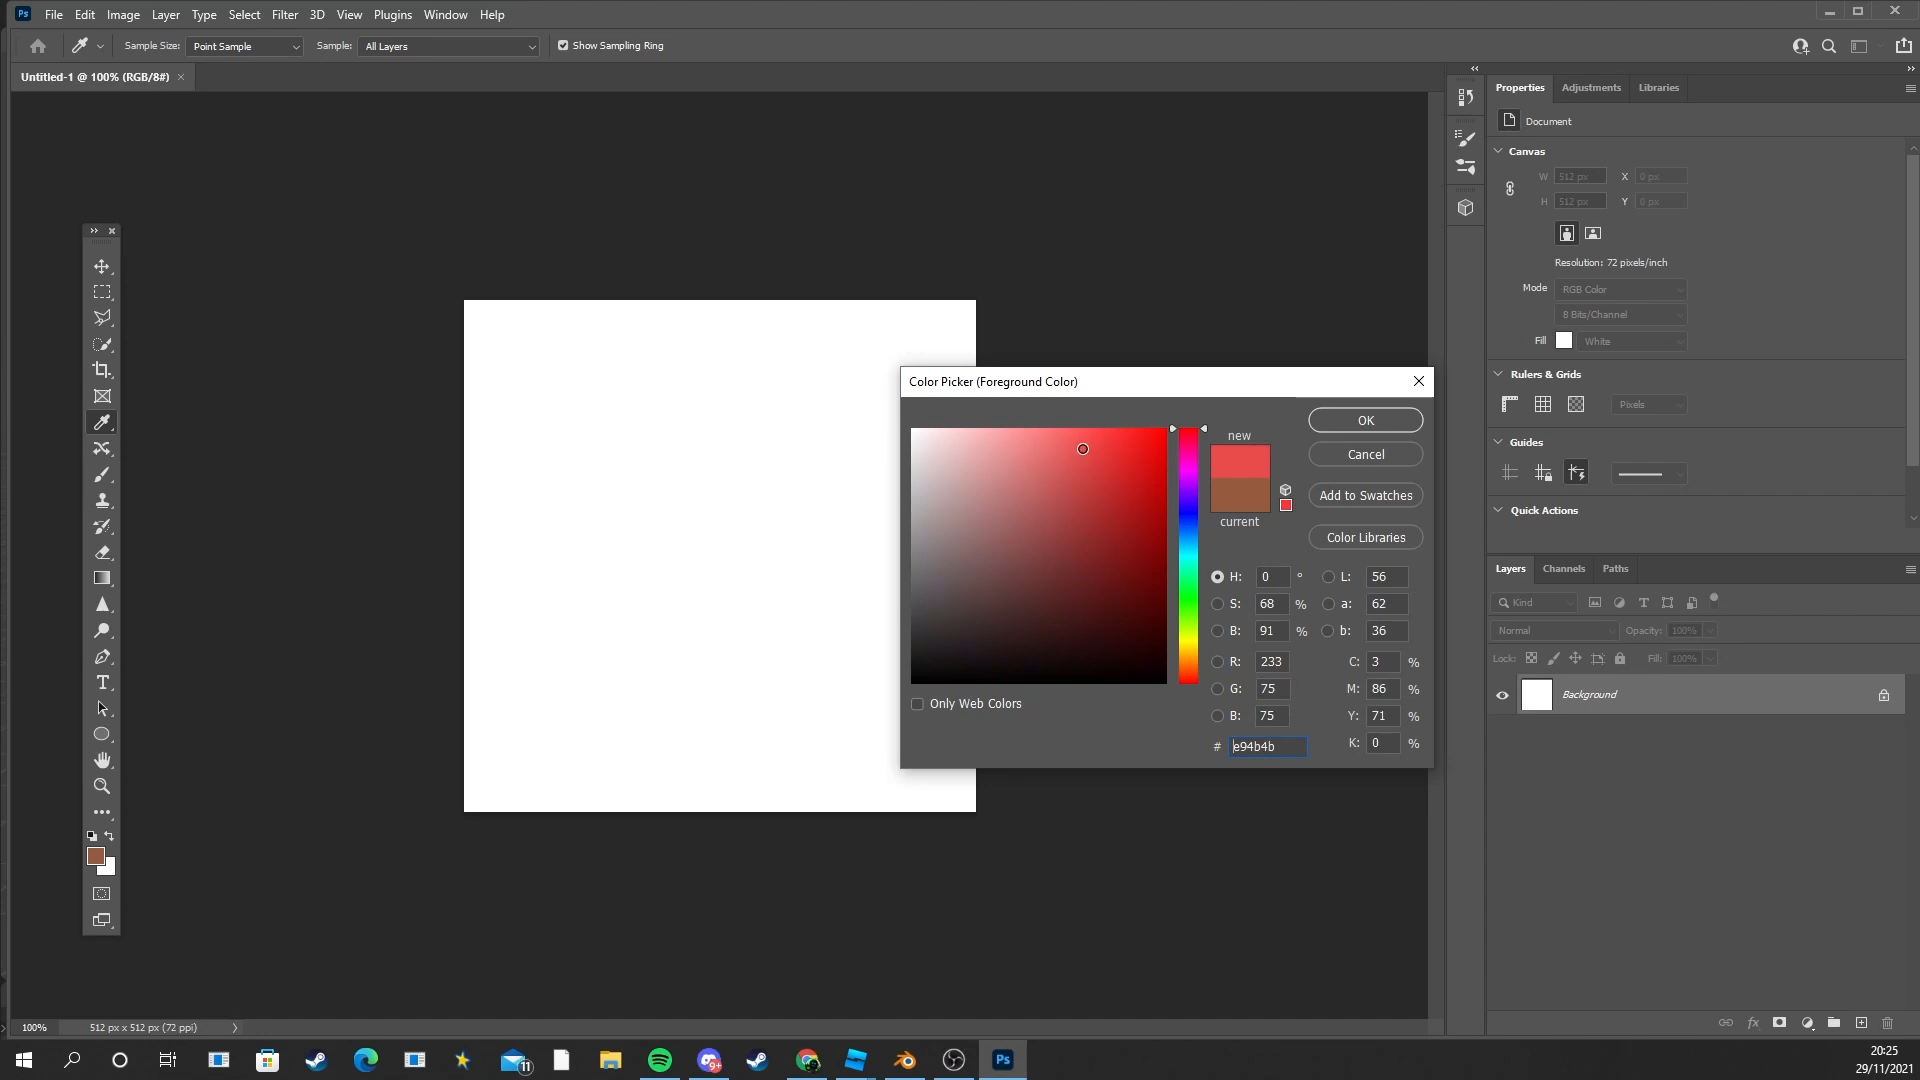 Ps File Edit Image Layer Type Select Filter 3D View Plugins Window Help
Sample Size: Point Sample Sample: All Layers Show Sampling Ring
Untitled-1 @ 100% (RGB/8#)
Properties Adjustments Libraries
Document
Canvas
W 512 px X 0 px
H 512 px Y 0 px
Resolution: 72 pixels/inch
Mode RGB Color
8 Bits/Channel
Fill White
Rulers & Grids
Pixels
Guides
Quick Actions
Color Picker (Foreground Color)
new
current
OK
Cancel
Add to Swatches
Color Libraries
H: 0 ° L: 56
S: 68 % a: 62
B: 91 % b: 36
R: 233 C: 3 %
G: 75 M: 86 %
B: 75 Y: 71 %
# e94b4b K: 0 %
Only Web Colors
Layers Channels Paths
Kind
Normal Opacity: 100%
Lock: Fill: 100%
Background
fx
100% 512 px x 512 px (72 ppi)
11
9+
Ps
20:25
29/11/2021